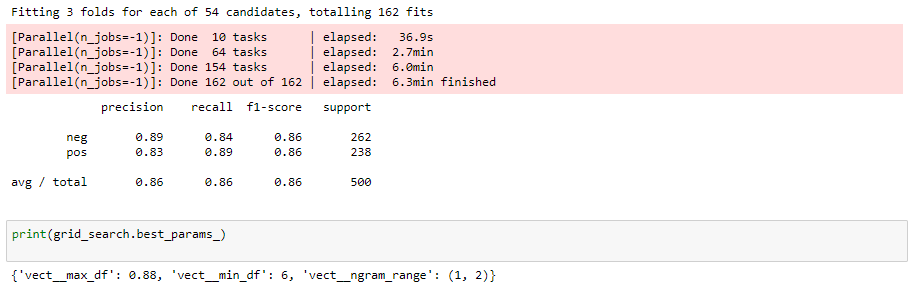 Fitting 3 folds for each of 54 candidates, totalling 162 fits
[Parallel(n_jobs=-1)]: Done  10 tasks      | elapsed:   36.9s
[Parallel(n_jobs=-1)]: Done  64 tasks      | elapsed:  2.7min
[Parallel(n_jobs=-1)]: Done 154 tasks      | elapsed:  6.0min
[Parallel(n_jobs=-1)]: Done 162 out of 162 | elapsed:  6.3min finished
             precision    recall  f1-score   support
        neg       0.89      0.84      0.86       262
        pos       0.83      0.89      0.86       238
avg / total       0.86      0.86      0.86       500
print(grid_search.best_params_)
{'vect__max_df': 0.88, 'vect__min_df': 6, 'vect__ngram_range': (1, 2)}